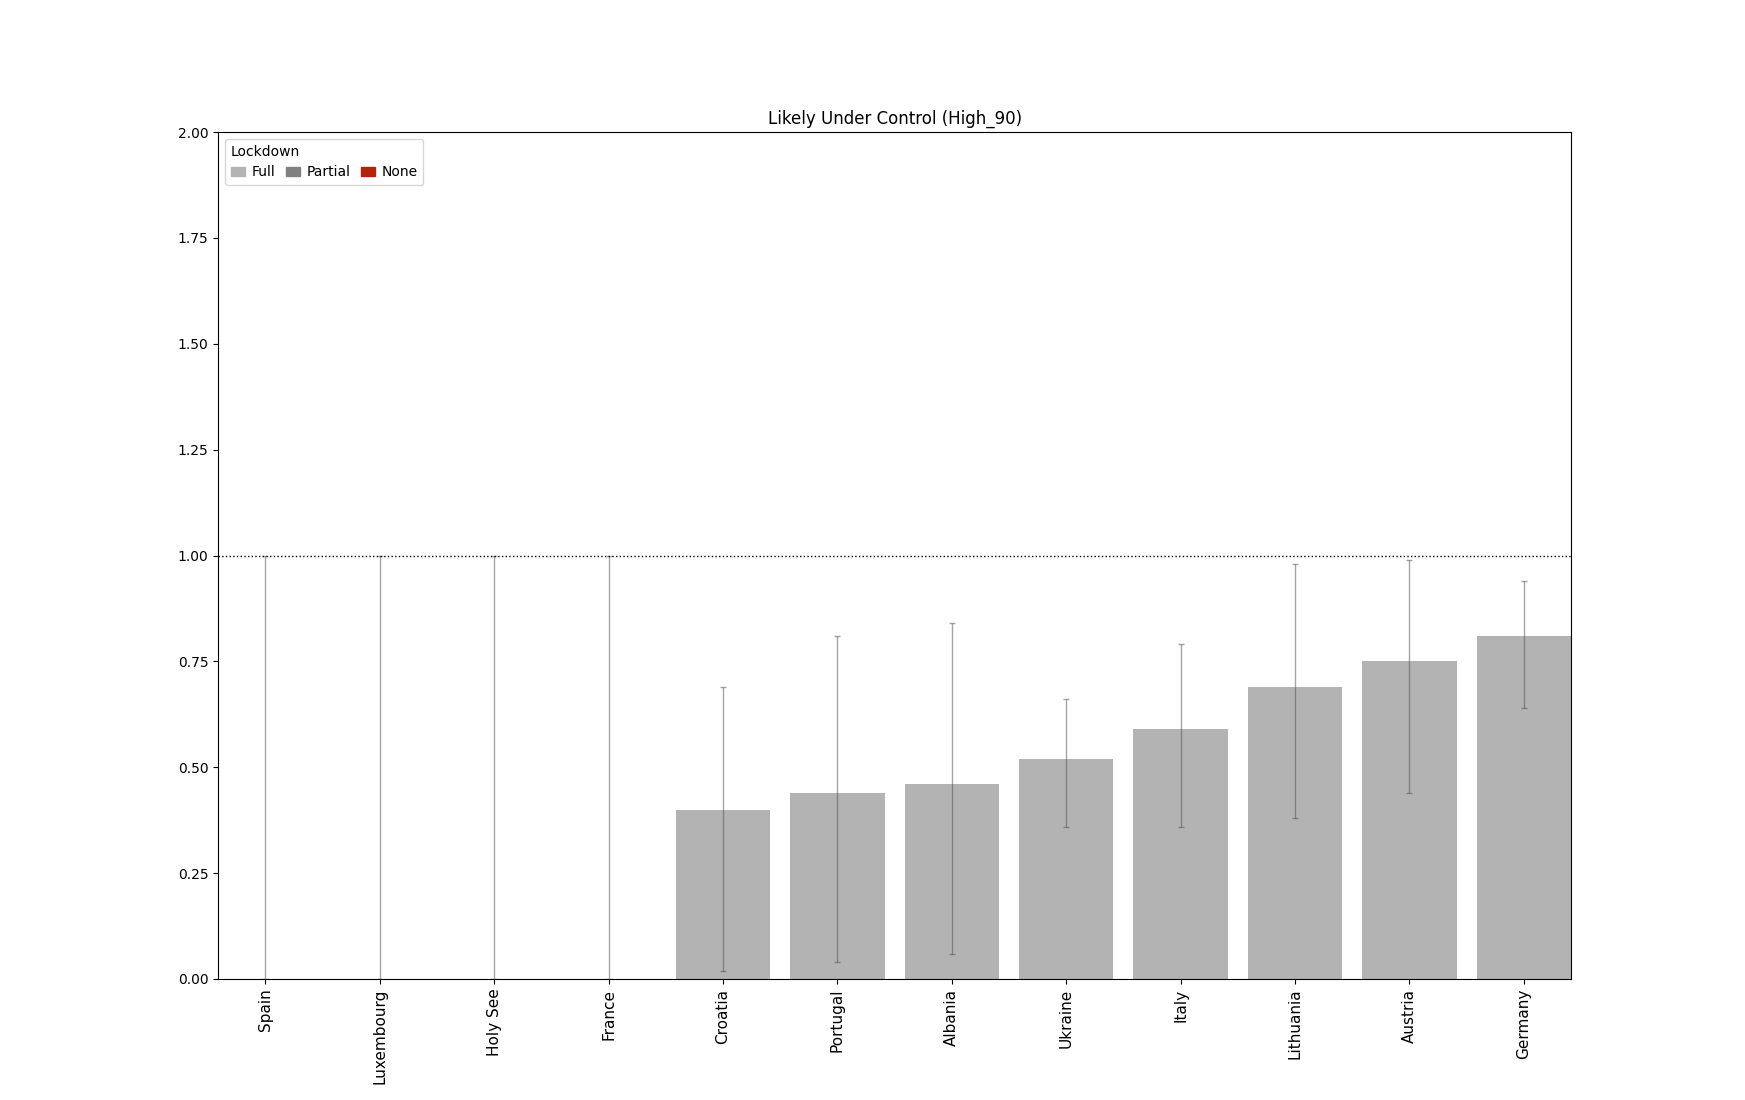 Likely Under Control (High_90)
2.00
Lockdown
Full Partial None
1.75
1.50
1.25
1.00
0.75
0.50
0.25
0.00
Spain
Luxembourg
Holy See
France
Croatia
Portugal
Albania
Ukraine
Italy
Lithuania
Austria
Germany